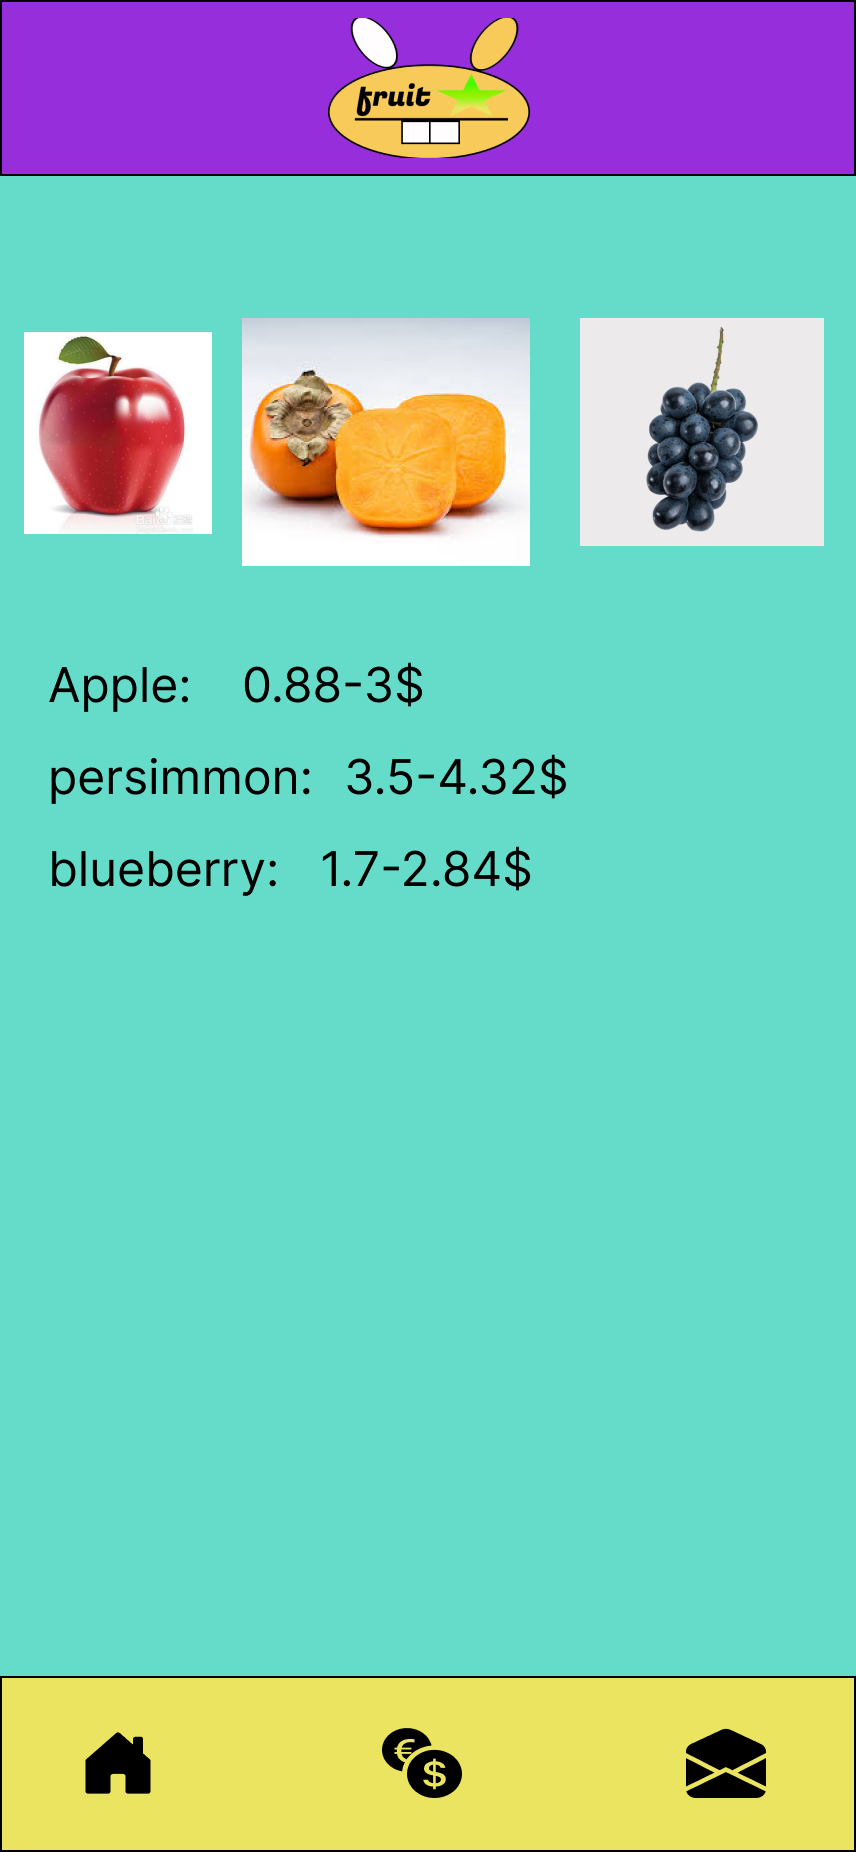 fruit
Apple: 0.88-3$
persimmon: 3.5-4.32$
blueberry: 1.7-2.84$
€
$